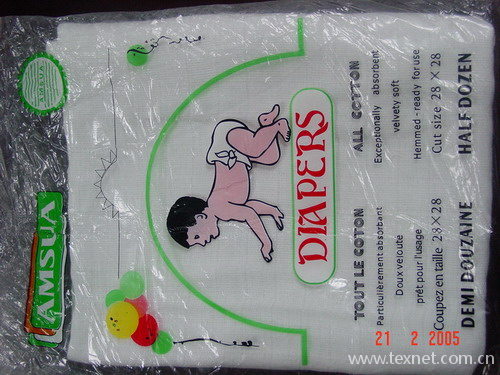 AMSUA
DIAPERS
ALL COTTON
Exceptionally absorbent
velvety soft
Hemmed - ready for use
Cut size 28 X 28
HALF DOZEN
TOUT LE COTON
Particulièrement absorbant
Doux veloute
prêt pour l'usage
Coupez en taille 28×28
DEMI DOUZAINE
21 2 2005
www.texnet.com.cn